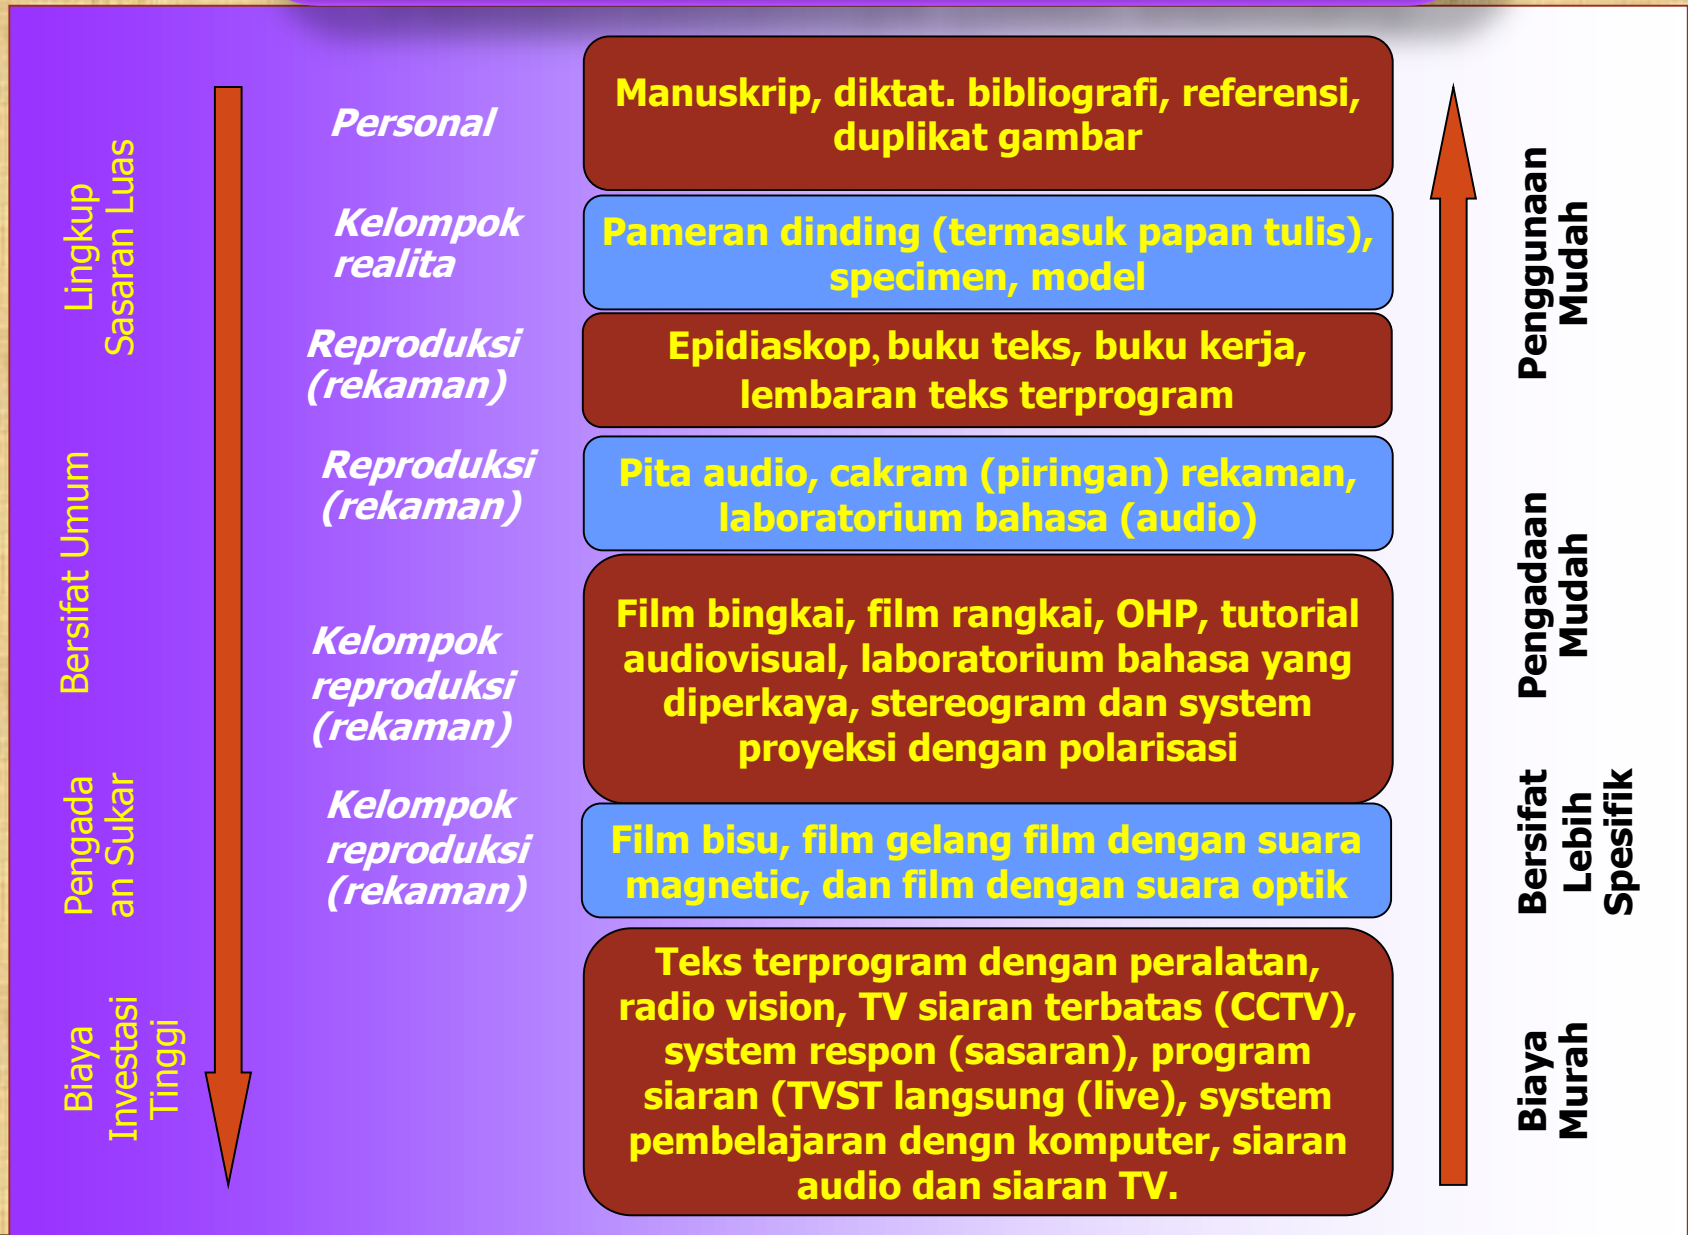 Lingkup
Sasaran Luas
Bersifat Umum
Pengada
an Sukar
Biaya
Investasi
Tinggi
Personal
Manuskrip, diktat. bibliografi, referensi,
duplikat gambar
Kelompok
realita
Pameran dinding (termasuk papan tulis),
specimen, model
Reproduksi
(rekaman)
Epidiaskop, buku teks, buku kerja,
lembaran teks terprogram
Reproduksi
(rekaman)
Pita audio, cakram (piringan) rekaman,
laboratorium bahasa (audio)
Kelompok
reproduksi
(rekaman)
Film bingkai, film rangkai, OHP, tutorial
audiovisual, laboratorium bahasa yang
diperkaya, stereogram dan system
proyeksi dengan polarisasi
Kelompok
reproduksi
(rekaman)
Film bisu, film gelang film dengan suara
magnetic, dan film dengan suara optik
Teks terprogram dengan peralatan,
radio vision, TV siaran terbatas (CCTV),
system respon (sasaran), program
siaran (TVST langsung (live), system
pembelajaran dengn komputer, siaran
audio dan siaran TV.
Penggunaan
Mudah
Pengadaan
Mudah
Bersifat
Lebih
Spesifik
Biaya
Murah